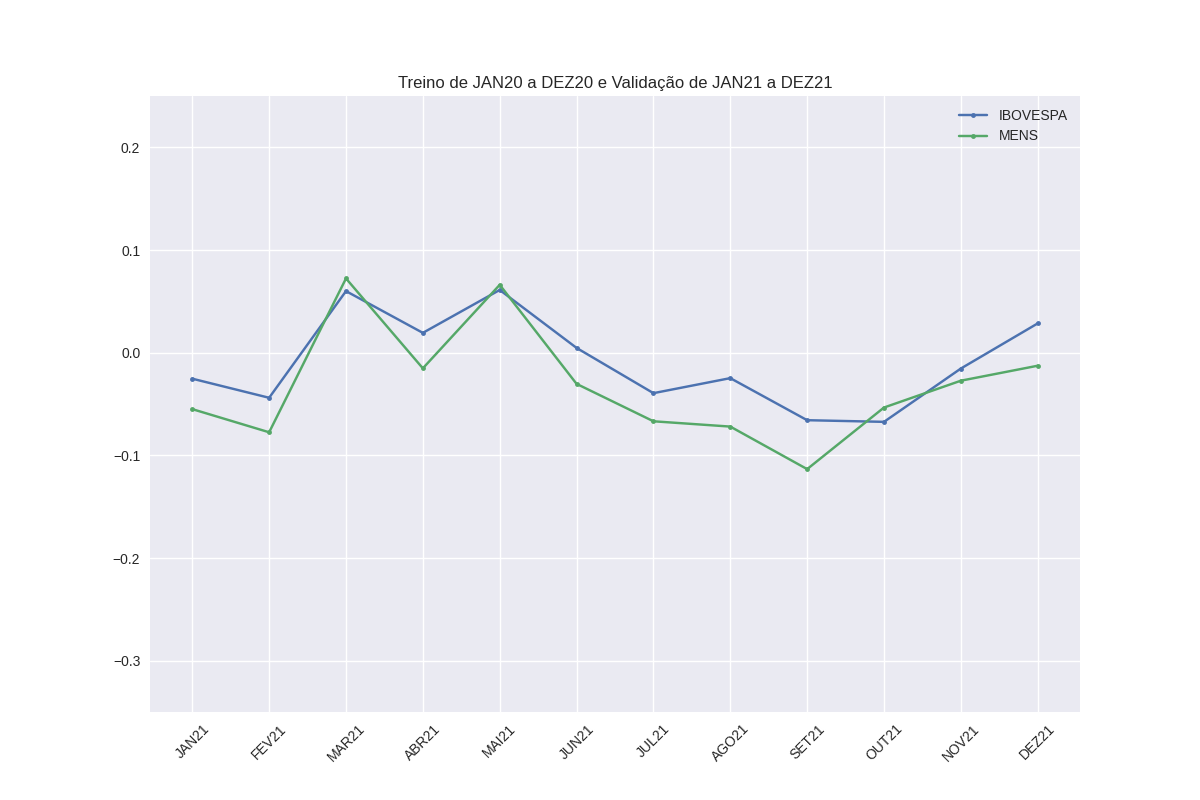 Treino de JAN20 a DEZ20 e Validação de JAN21 a DEZ21
IBOVESPA
MENS
0.2
0.1
0.0
−0.1
−0.2
−0.3
JAN21
FEV21
MAR21
ABR21
MAI21
JUN21
JUL21
AGO21
SET21
OUT21
NOV21
DEZ21